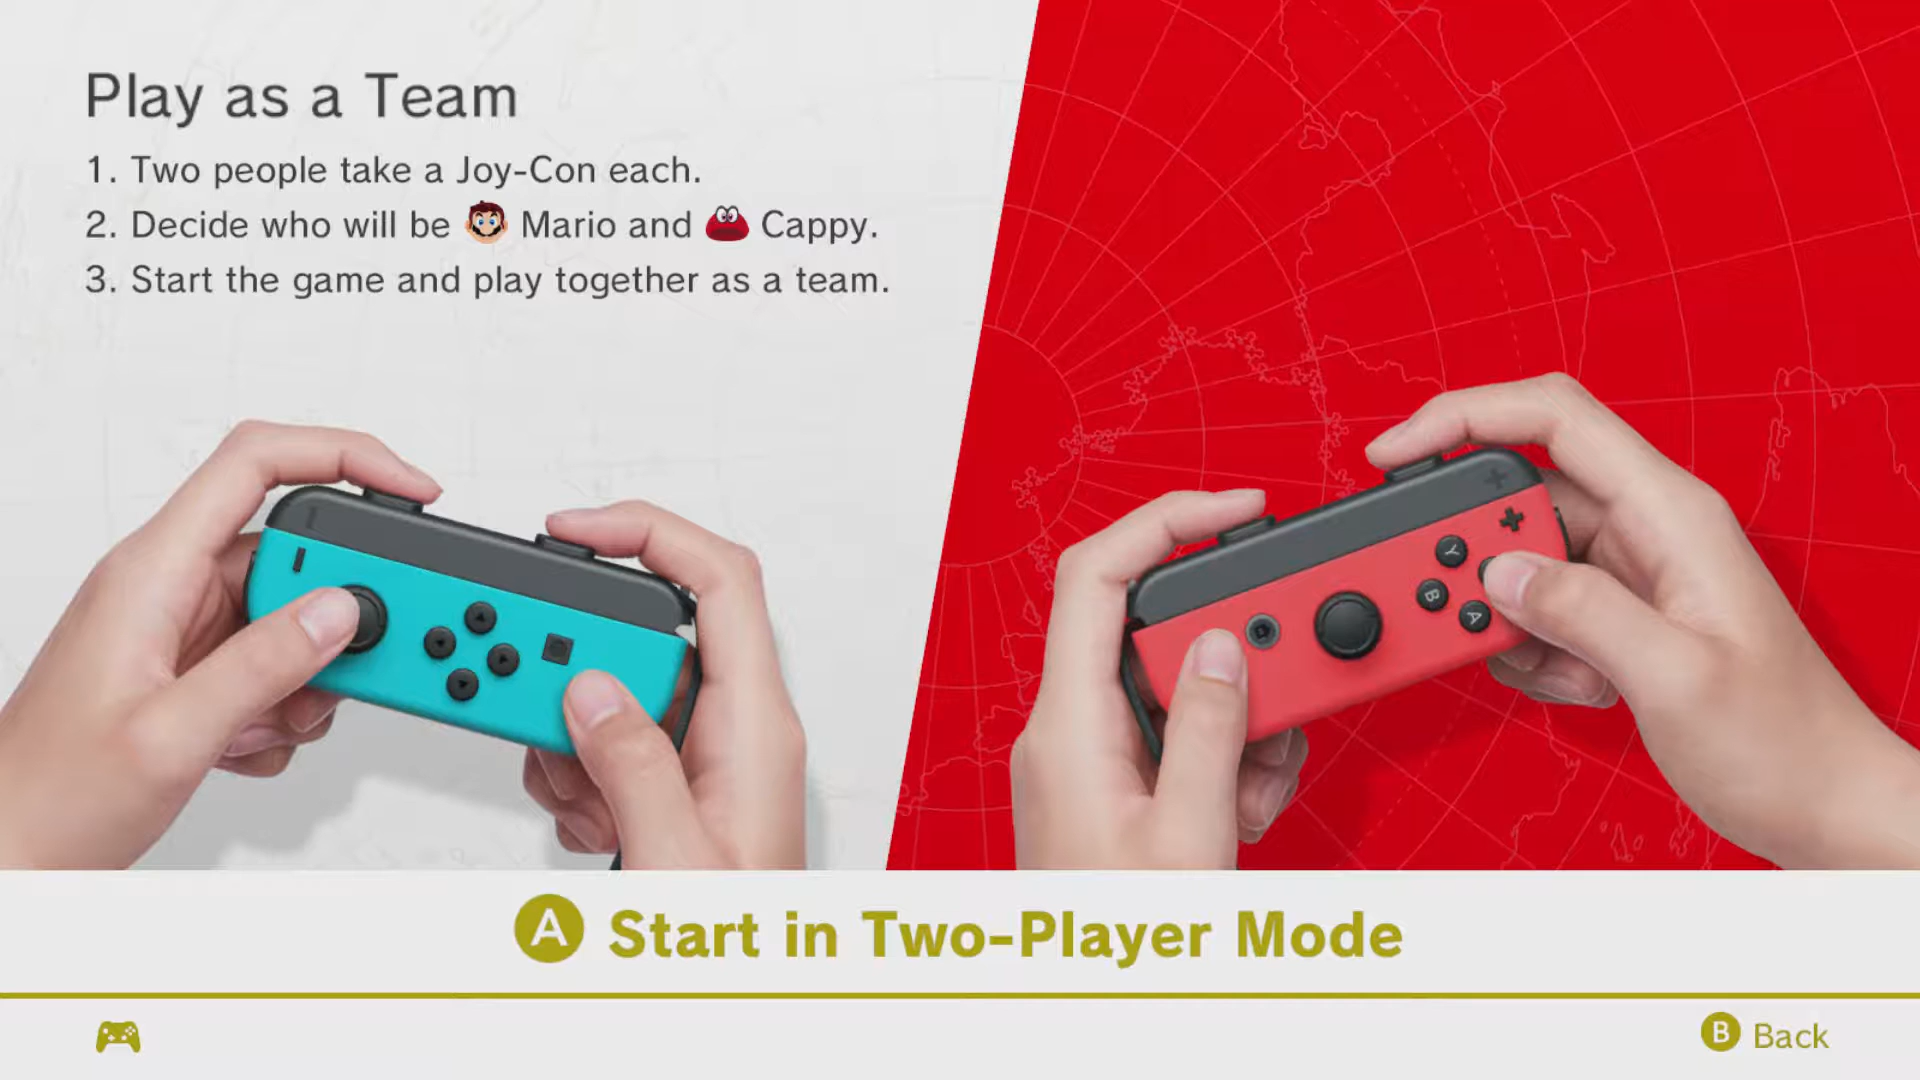 Play as a Team
1. Two people take a Joy-Con each.
2. Decide who will be Mario and Cappy.
3. Start the game and play together as a team.
Y
B
A
A Start in Two-Player Mode
B Back